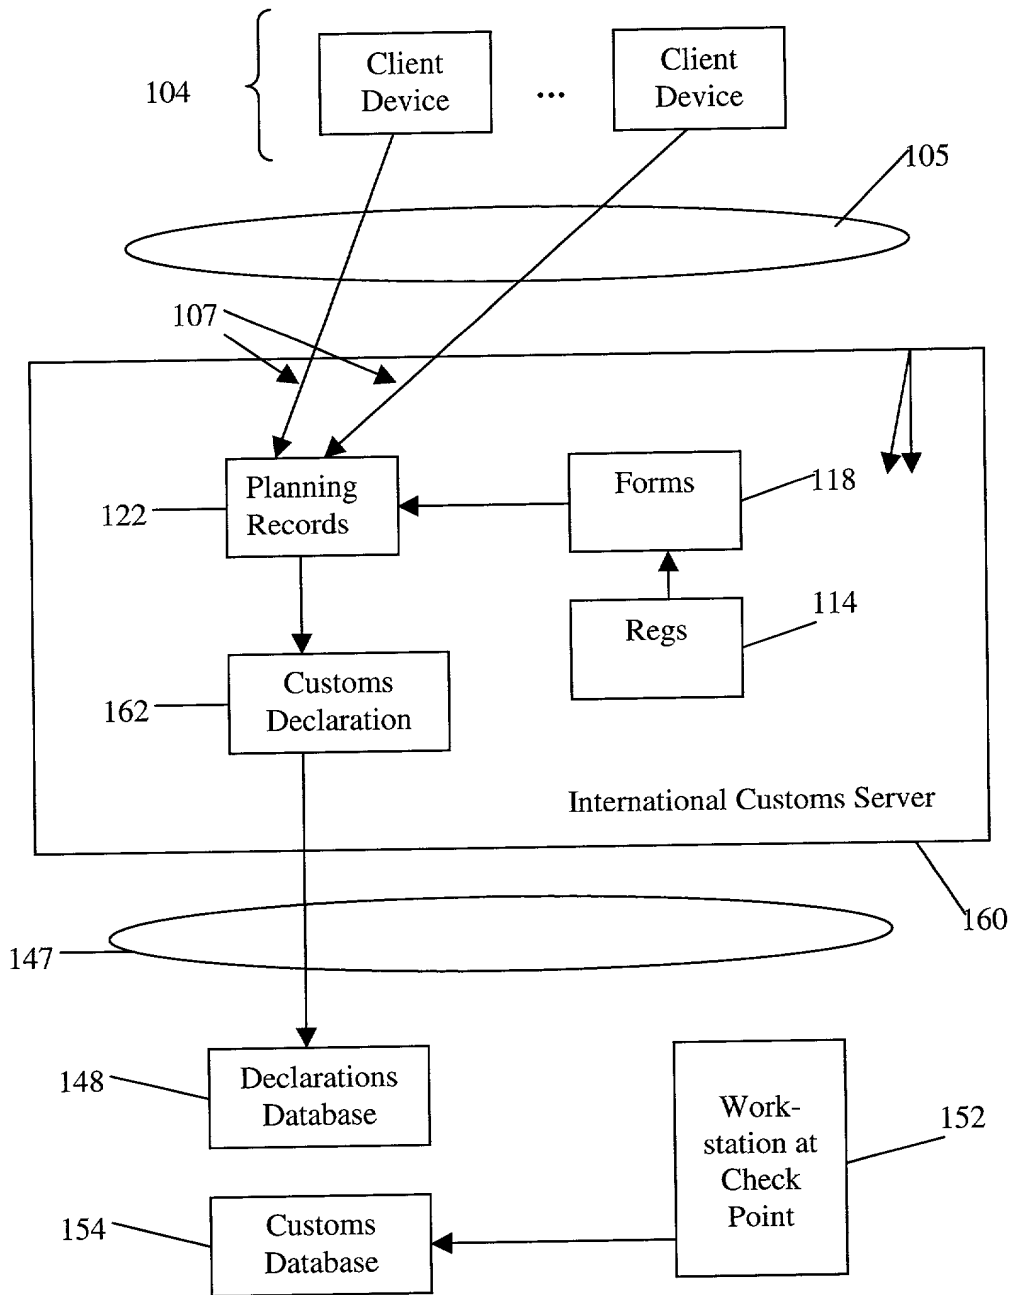 104
Client
Device
...
Client
Device
105
107
122
Planning
Records
Forms
118
Regs
114
162
Customs
Declaration
International Customs Server
160
147
148
Declarations
Database
Work-
station at
Check
Point
152
154
Customs
Database